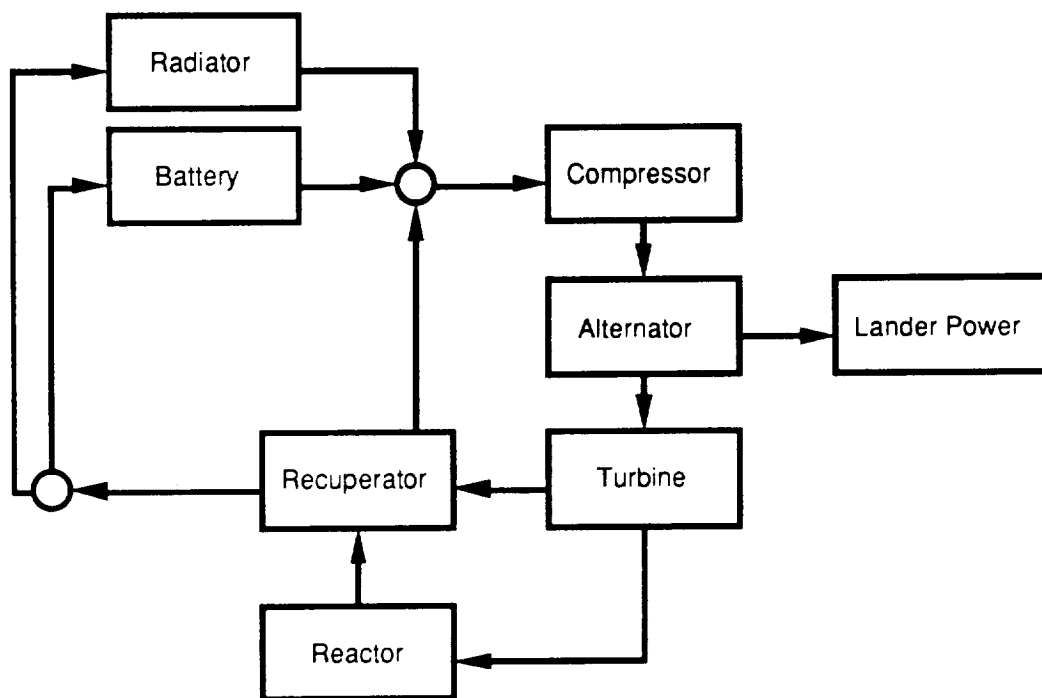 Radiator
Battery
Compressor
Alternator
Lander Power
Recuperator
Turbine
Reactor